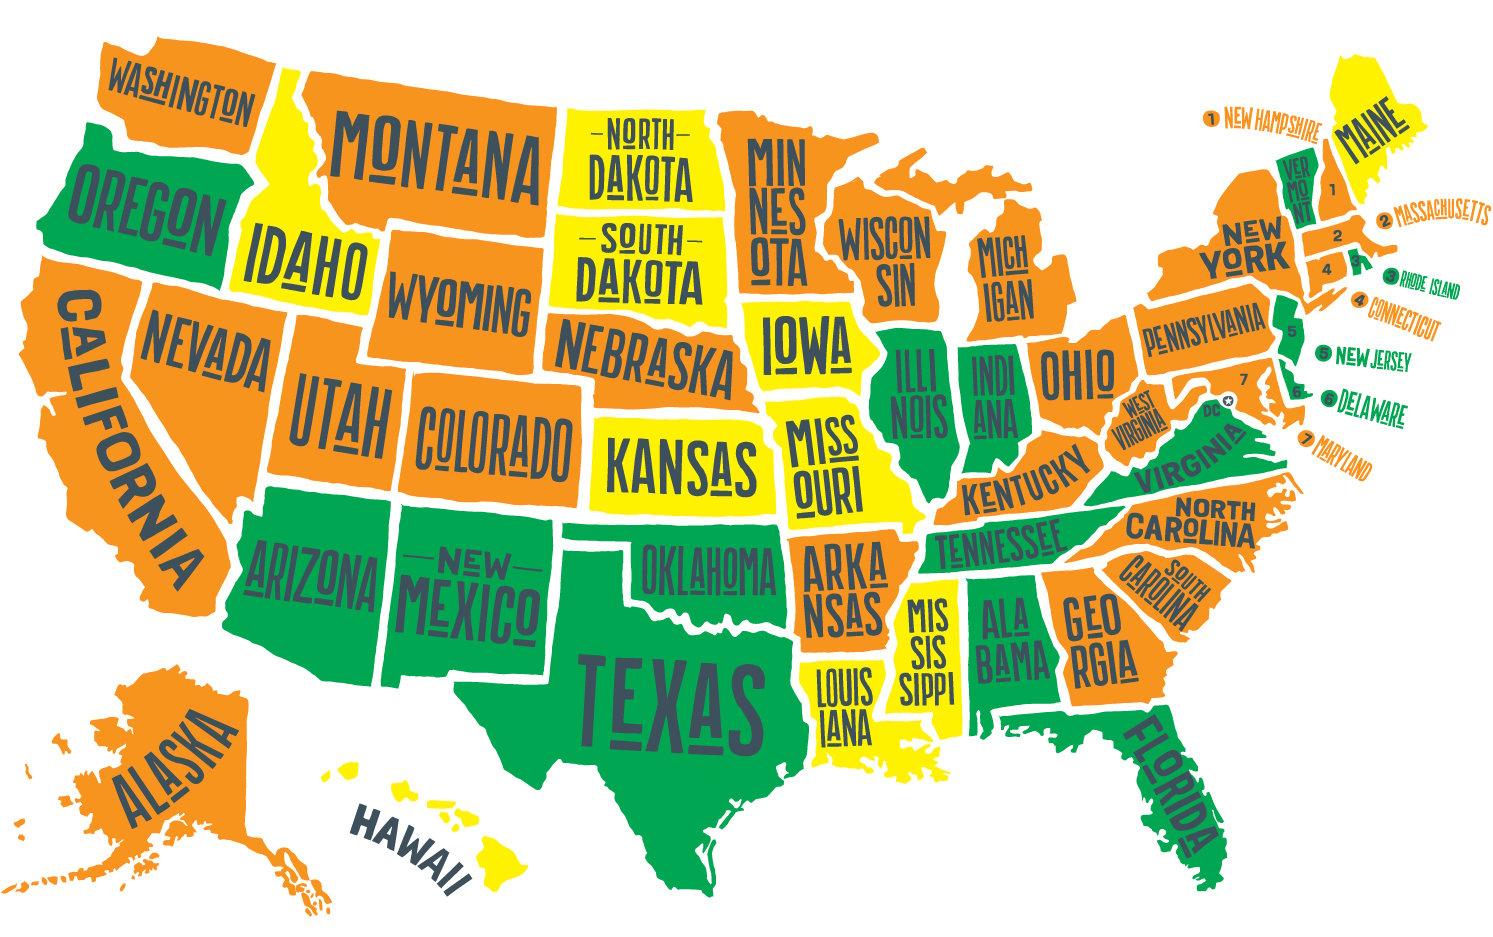 WASHINGTON
MONTANA
NORTH
DAKOTA
MIN
NES
OTA
1 NEW HAMPSHIRE
MAINE
VER
MO
NT
1
2 MASSACHUSETTS
OREGON
IDAHO
WYOMING
SOUTH
DAKOTA
WISCON
SIN
MICH
IGAN
NEW
YORK
2
3
4
3 RHODE ISLAND
4 CONNECTICUT
CALIFORNIA
NEVADA
UTAH
COLORADO
NEBRASKA
IOWA
ILLI
NOIS
INDI
ANA
OHIO
PENNSYLVANIA
5
5 NEW JERSEY
7
6
6 DELAWARE
DC
WEST
VIRGINIA
VIRGINIA
7 MARYLAND
KANSAS
MISS
OURI
KENTUCKY
NORTH
CAROLINA
TENNESSEE
ARIZONA
NEW
MEXICO
OKLAHOMA
ARKA
NSAS
SOUTH
CAROLINA
MIS
SIS
SIPPI
ALA
BAMA
GEO
RGIA
TEXAS
LOUIS
IANA
FLORIDA
ALASKA
HAWAII